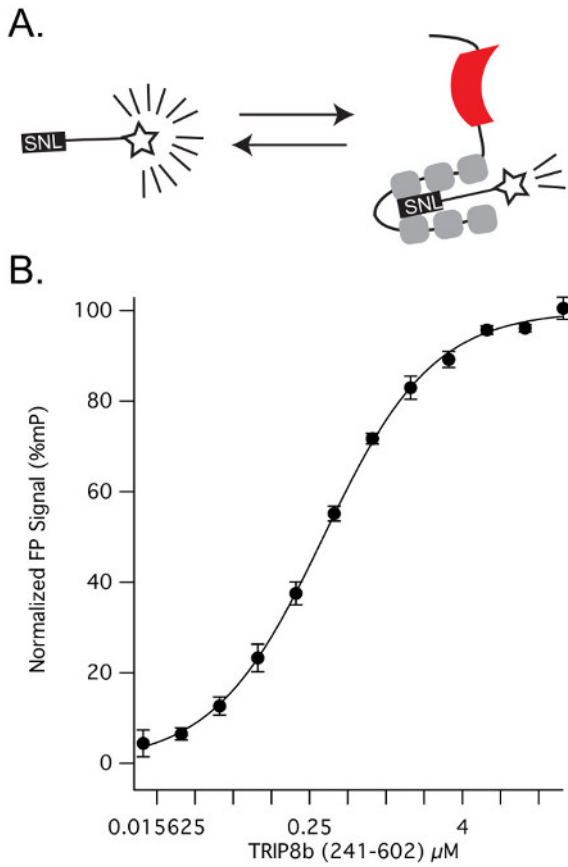 A.
SNL
SNL
B.
Normalized FP Signal (%mP)
100
80
60
40
20
0
0.015625 0.25 4
TRIP8b (241-602) µM